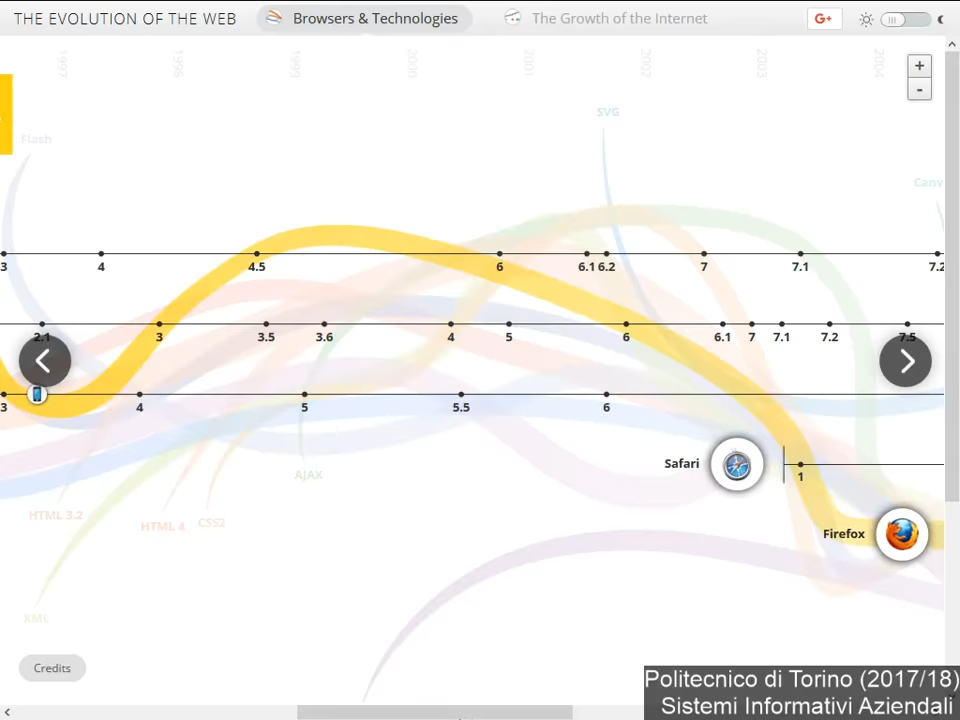 THE EVOLUTION OF THE WEB
Browsers & Technologies
The Growth of the Internet
G+
1997 1998 1999 2000 2001 2002 2003 2004
+
-
SVG
Flash
Canv
3 4 4.5 6 6.1 6.2 7 7.1 7.2
2.1 3 3.5 3.6 4 5 6 6.1 7 7.1 7.2 7.5
3 4 5 5.5 6
Safari
1
AJAX
HTML 3.2
HTML 4
CSS2
Firefox
XML
Credits
Politecnico di Torino (2017/18)
Sistemi Informativi Aziendali